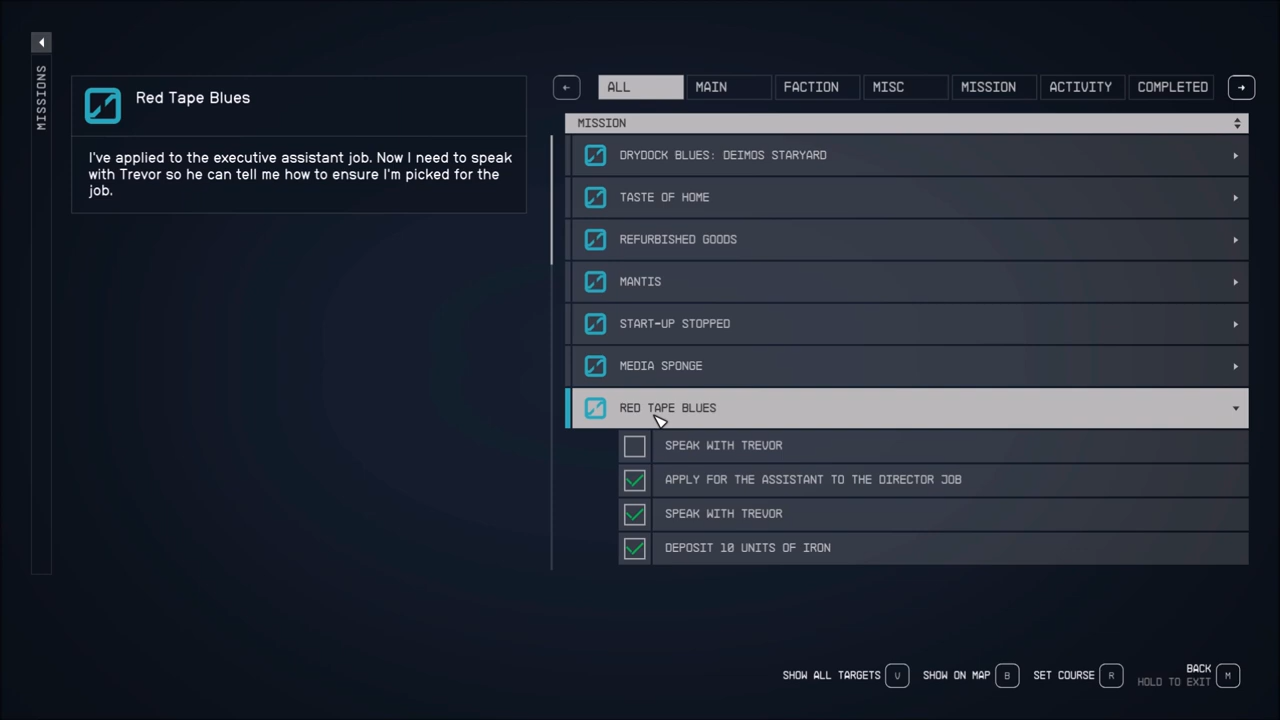 MISSIONS
Red Tape Blues
I've applied to the executive assistant job. Now I need to speak
with Trevor so he can tell me how to ensure I'm picked for the
job.
ALL
MAIN
FACTION
MISC
MISSION
ACTIVITY
COMPLETED
MISSION
DRYDOCK BLUES: DEIMOS STARYARD
TASTE OF HOME
REFURBISHED GOODS
MANTIS
START-UP STOPPED
MEDIA SPONGE
RED TAPE BLUES
SPEAK WITH TREVOR
APPLY FOR THE ASSISTANT TO THE DIRECTOR JOB
SPEAK WITH TREVOR
DEPOSIT 10 UNITS OF IRON
SHOW ALL TARGETS V
SHOW ON MAP B
SET COURSE R
BACK
HOLD TO EXIT M